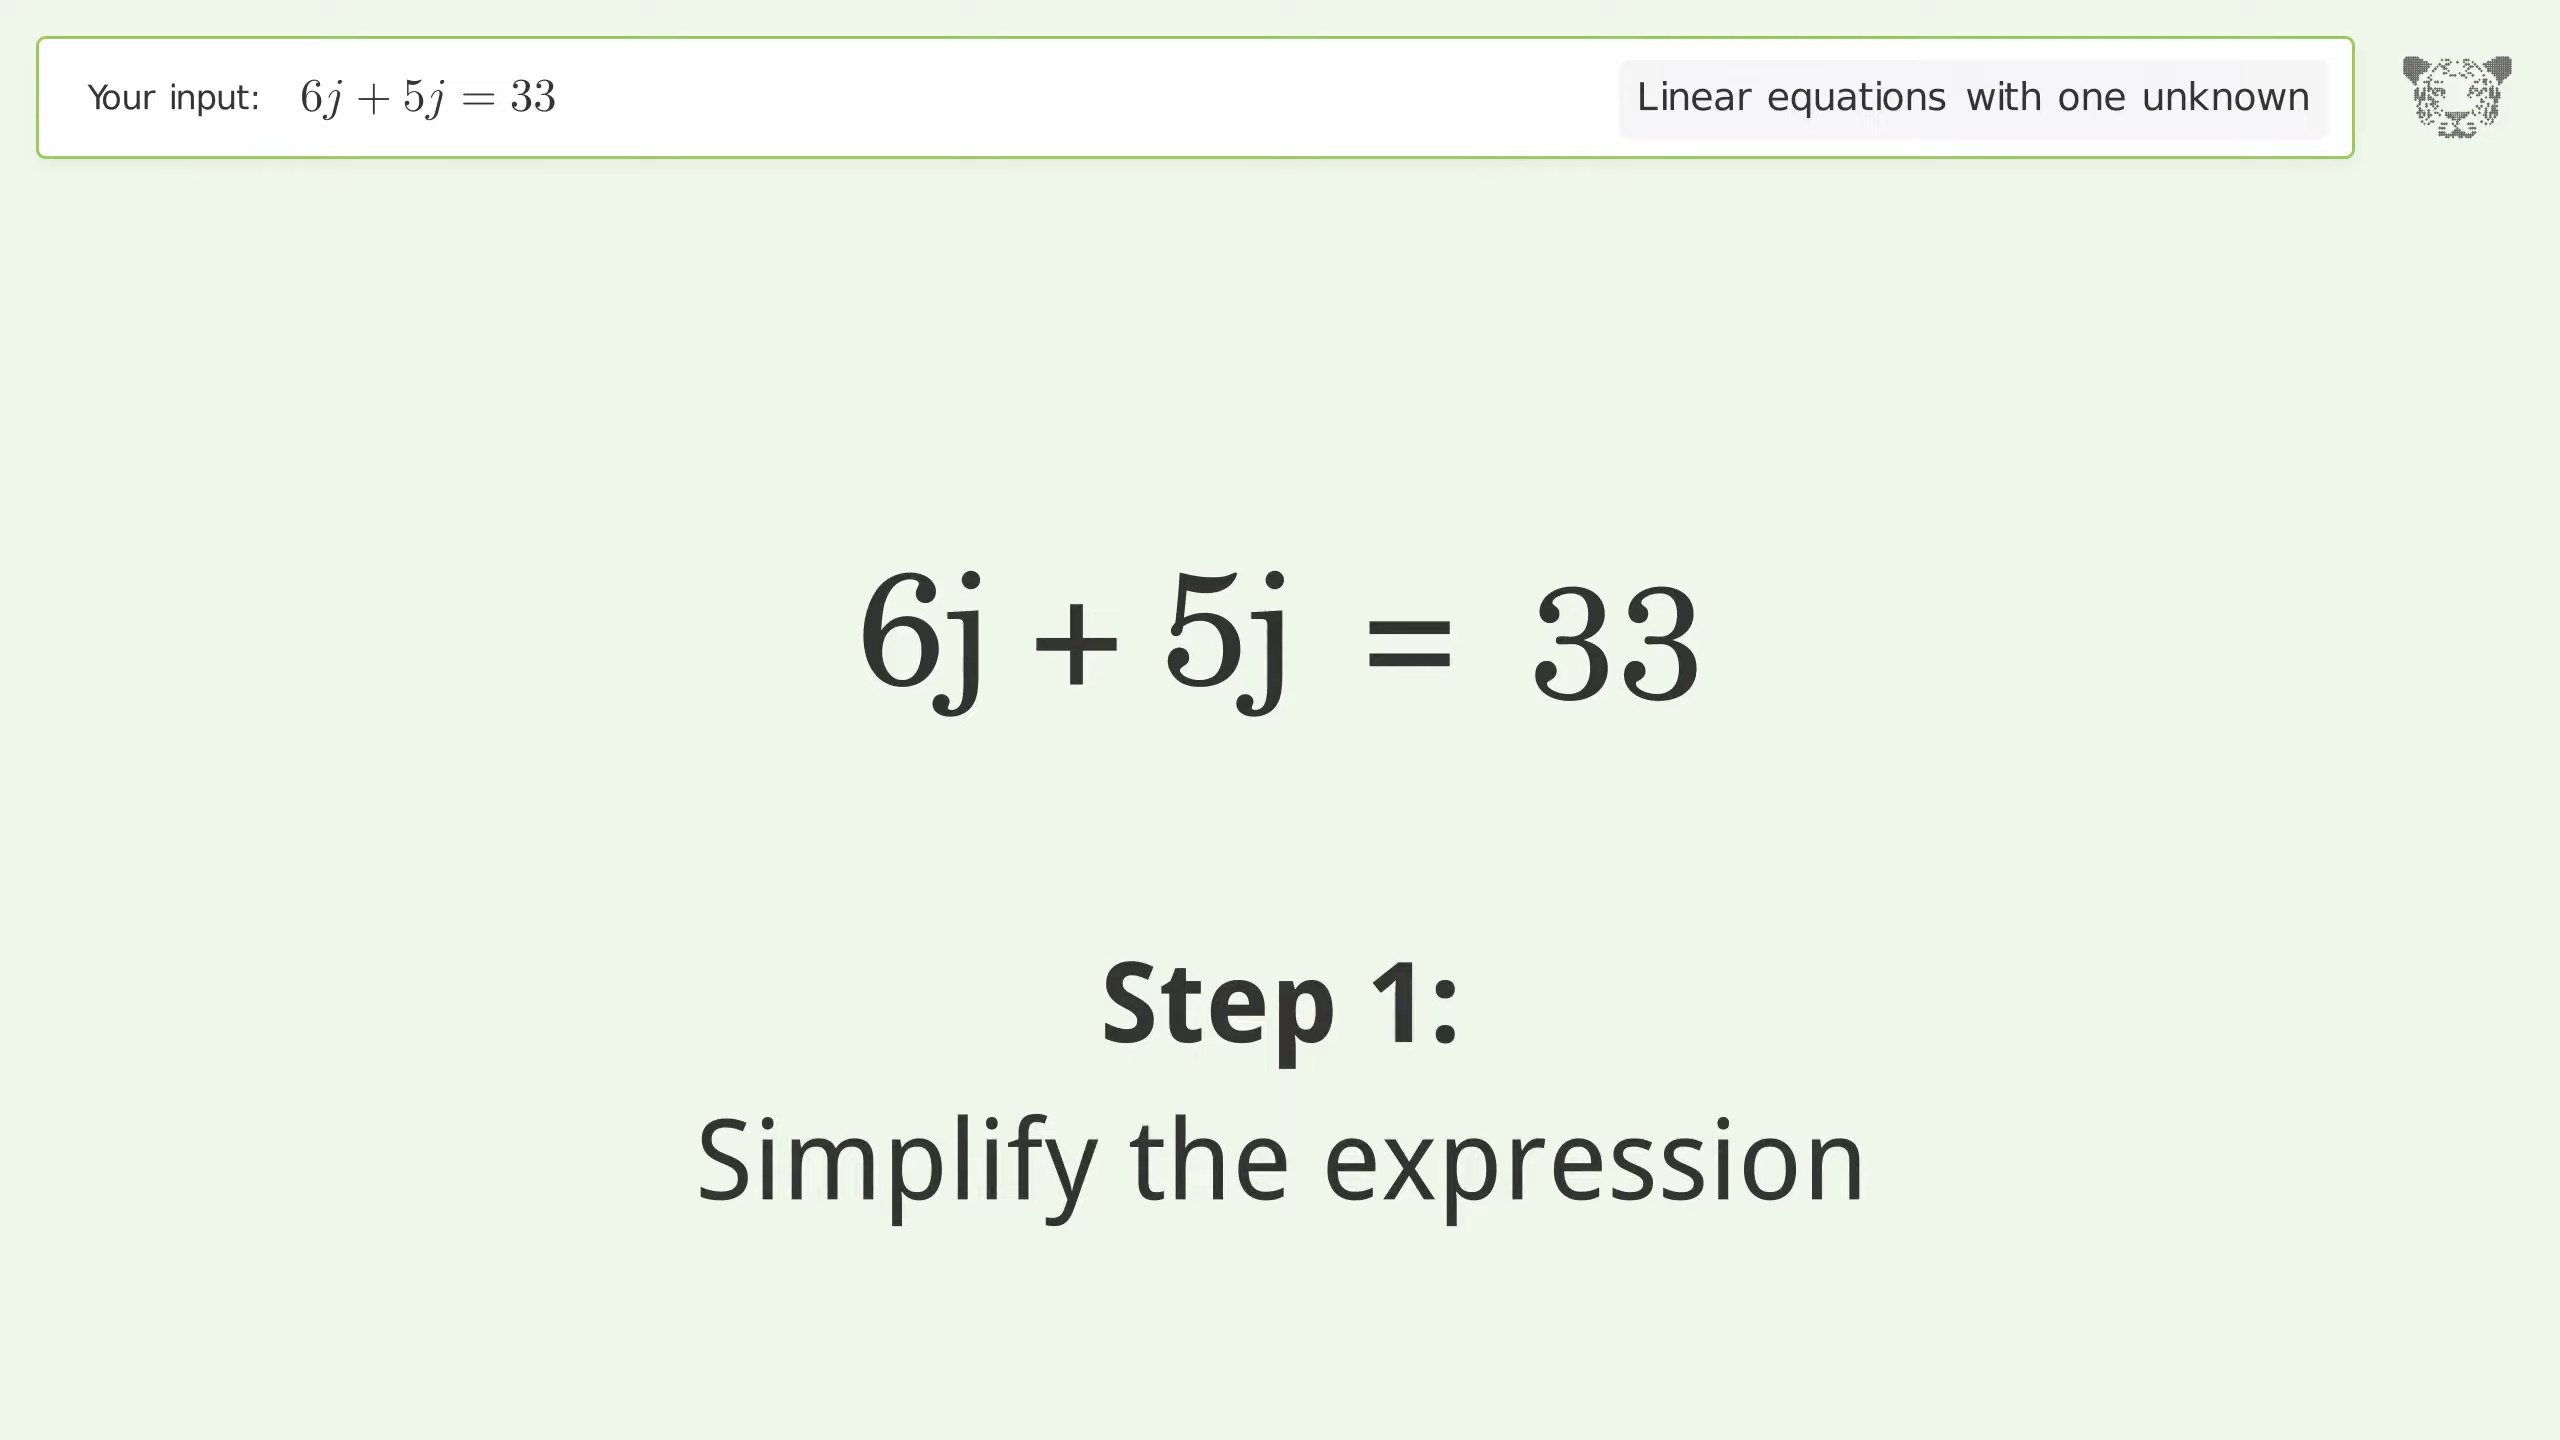 Your input: 6j + 5j = 33 Linear equations with one unknown
6j + 5j = 33
Step 1:
Simplify the expression